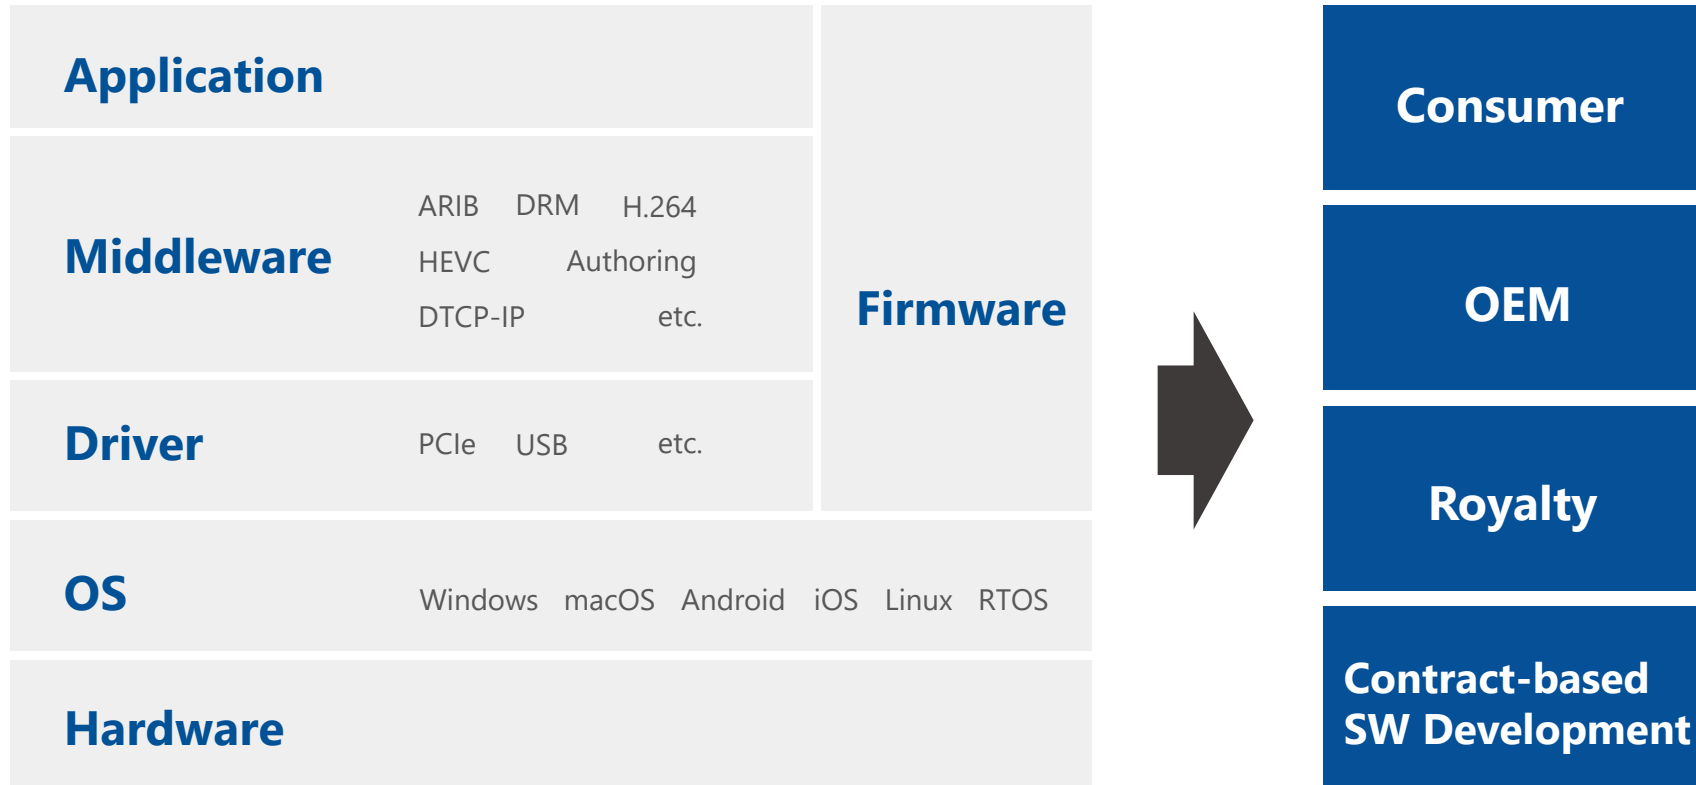 Application
Middleware
ARIB DRM H.264
HEVC Authoring
DTCP-IP etc.
Driver
PCIe USB etc.
Firmware
OS
Windows macOS Android iOS Linux RTOS
Hardware
Consumer
OEM
Royalty
Contract-based
SW Development